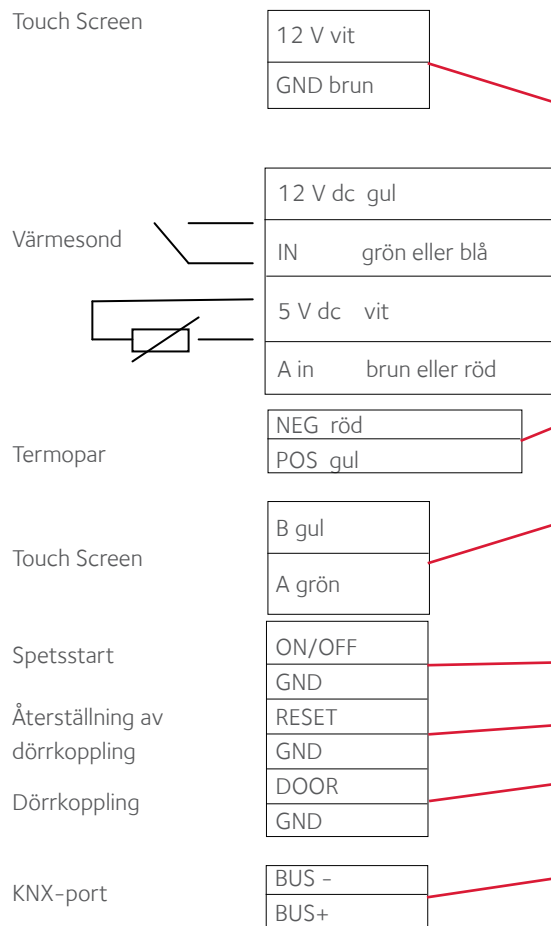 Touch Screen
12 V vit
GND brun
12 V dc gul
Värmesond
IN grön eller blå
5 V dc vit
A in brun eller röd
NEG röd
Termopar
POS gul
B gul
Touch Screen
A grön
Spetsstart
ON/OFF
GND
Återställning av
dörrkoppling
RESET
GND
Dörrkoppling
DOOR
GND
KNX-port
BUS -
BUS+